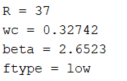 R = 37
wc = 0.32742
beta = 2.6523
ftype = low